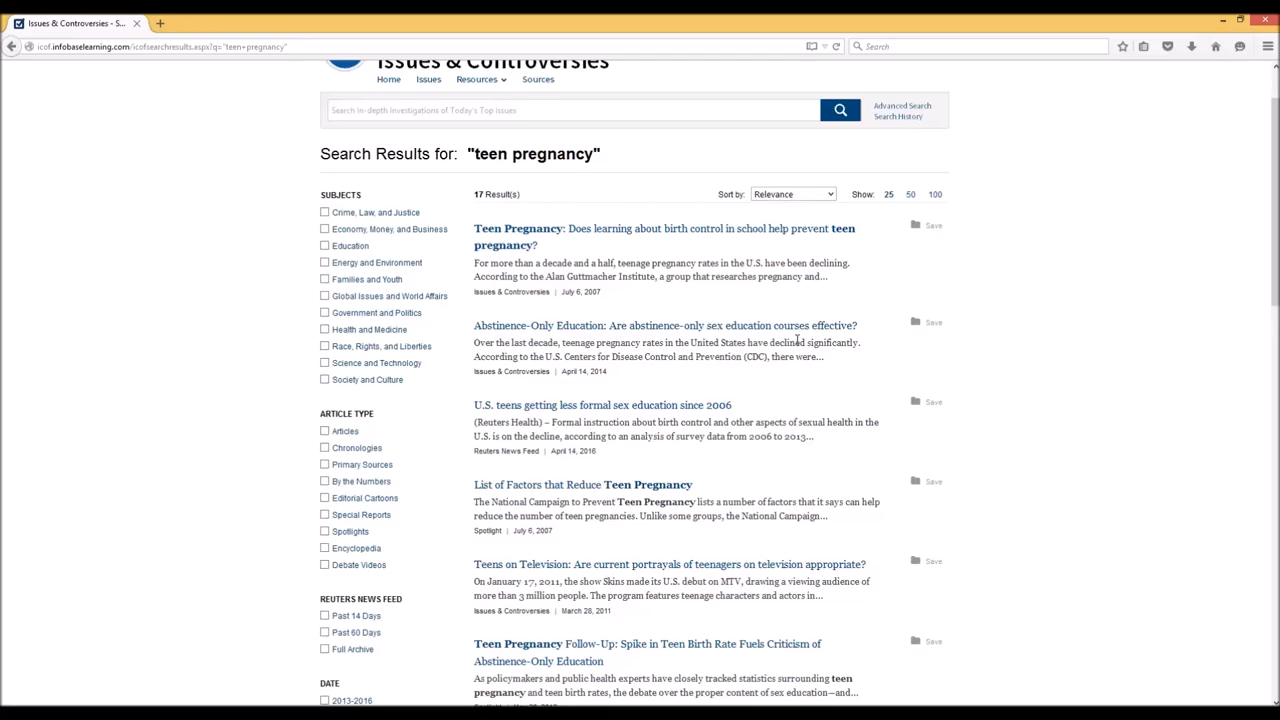 Issues & Controversies - S...
icof.infobaselearning.com/icofsearchresults.aspx?q="teen+pregnancy"
Search
Issues & Controversies
Home Issues Resources Sources
Search In-depth Investigations of Today's Top issues
Advanced Search
Search History
Search Results for: "teen pregnancy"
SUBJECTS
Crime, Law, and Justice
Economy, Money, and Business
Education
Energy and Environment
Families and Youth
Global Issues and World Affairs
Government and Politics
Health and Medicine
Race, Rights, and Liberties
Science and Technology
Society and Culture
ARTICLE TYPE
Articles
Chronologies
Primary Sources
By the Numbers
Editorial Cartoons
Special Reports
Spotlights
Encyclopedia
Debate Videos
REUTERS NEWS FEED
Past 14 Days
Past 60 Days
Full Archive
DATE
2013-2016
17 Result(s)
Sort by: Relevance Show: 25 50 100
Teen Pregnancy: Does learning about birth control in school help prevent teen
pregnancy?
Save
For more than a decade and a half, teenage pregnancy rates in the U.S. have been declining.
According to the Alan Guttmacher Institute, a group that researches pregnancy and...
Issues & Controversies | July 6, 2007
Abstinence-Only Education: Are abstinence-only sex education courses effective?
Save
Over the last decade, teenage pregnancy rates in the United States have declined significantly.
According to the U.S. Centers for Disease Control and Prevention (CDC), there were...
Issues & Controversies | April 14, 2014
U.S. teens getting less formal sex education since 2006
Save
(Reuters Health) – Formal instruction about birth control and other aspects of sexual health in the
U.S. is on the decline, according to an analysis of survey data from 2006 to 2013...
Reuters News Feed | April 14, 2016
List of Factors that Reduce Teen Pregnancy
Save
The National Campaign to Prevent Teen Pregnancy lists a number of factors that it says can help
reduce the number of teen pregnancies. Unlike some groups, the National Campaign...
Spotlight | July 6, 2007
Teens on Television: Are current portrayals of teenagers on television appropriate?
Save
On January 17, 2011, the show Skins made its U.S. debut on MTV, drawing a viewing audience of
more than 3 million people. The program features teenage characters and actors in...
Issues & Controversies | March 28, 2011
Teen Pregnancy Follow-Up: Spike in Teen Birth Rate Fuels Criticism of
Abstinence-Only Education
Save
As policymakers and public health experts have closely tracked statistics surrounding teen
pregnancy and teen birth rates, the debate over the proper content of sex education—and...